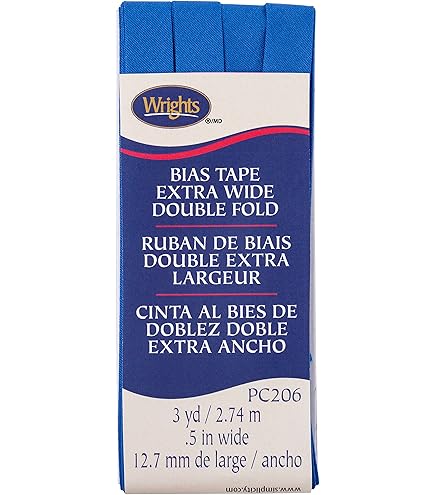 Wrights
®/MD
BIAS TAPE
EXTRA WIDE
DOUBLE FOLD
RUBAN DE BIAIS
DOUBLE EXTRA
LARGEUR
CINTA AL BIES DE
DOBLEZ DOBLE
EXTRA ANCHO
PC206
3 yd / 2.74 m
.5 in wide
12.7 mm de large / ancho
www.simplicity.com